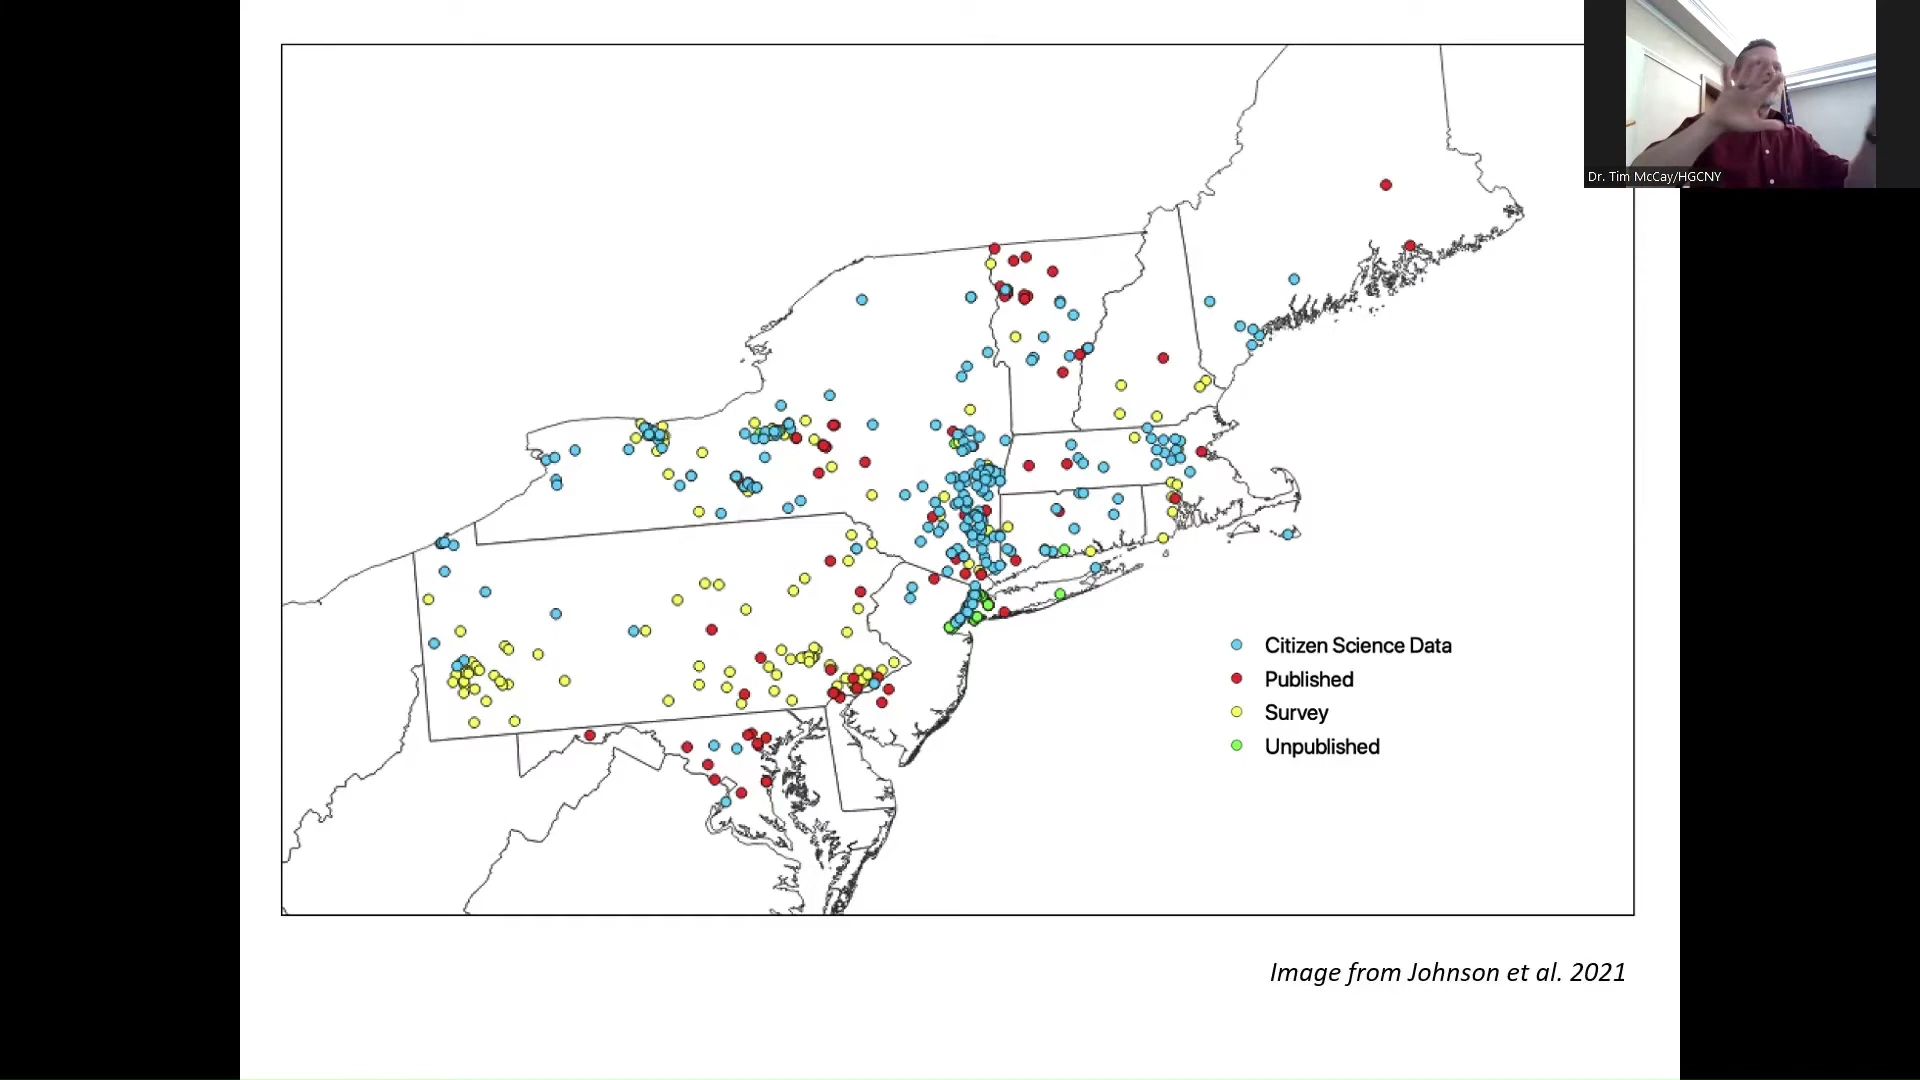 Dr. Tim McCay/HGCNY
Citizen Science Data
Published
Survey
Unpublished
Image from Johnson et al. 2021